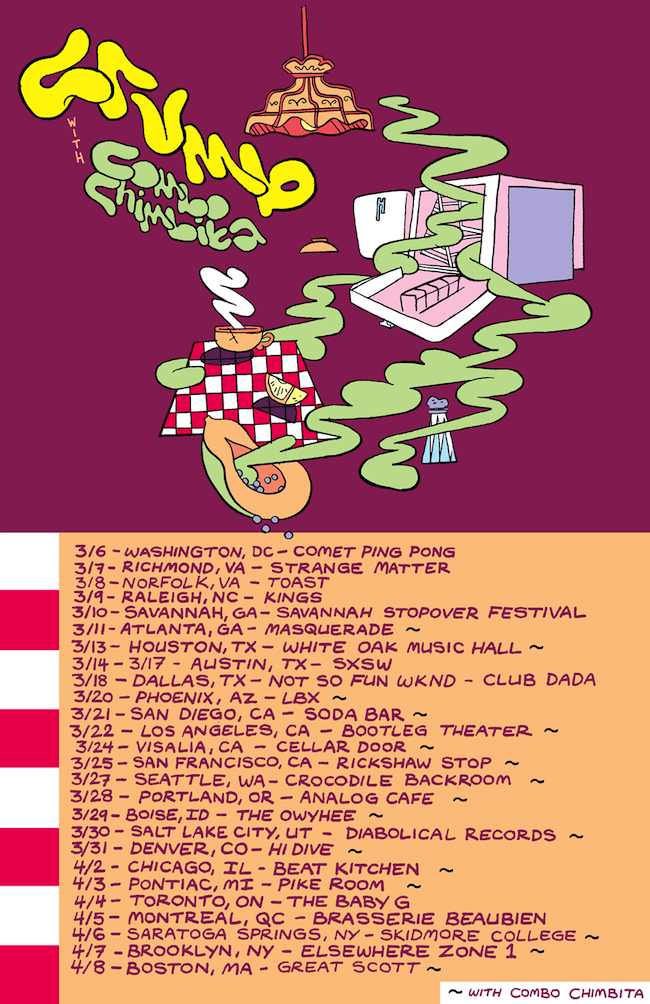 CRUMB
WITH
COMBO
Chimbita
3/6 - WASHINGTON, DC - COMET PING PONG
3/7 - RICHMOND, VA - STRANGE MATTER
3/8 - NORFOLK, VA - TOAST
3/9 - RALEIGH, NC - KINGS
3/10 - SAVANNAH, GA - SAVANNAH STOPOVER FESTIVAL
3/11 - ATLANTA, GA - MASQUERADE ~
3/13 - HOUSTON, TX - WHITE OAK MUSIC HALL ~
3/14 - 3/17 - AUSTIN, TX - SXSW
3/18 - DALLAS, TX - NOT SO FUN WKND - CLUB DADA
3/20 - PHOENIX, AZ - LBX ~
3/21 - SAN DIEGO, CA - SODA BAR ~
3/22 - LOS ANGELES, CA - BOOTLEG THEATER ~
3/24 - VISALIA, CA - CELLAR DOOR ~
3/25 - SAN FRANCISCO, CA - RICKSHAW STOP ~
3/27 - SEATTLE, WA - CROCODILE BACKROOM ~
3/28 - PORTLAND, OR - ANALOG CAFE ~
3/29 - BOISE, ID - THE OWYHEE ~
3/30 - SALT LAKE CITY, UT - DIABOLICAL RECORDS ~
3/31 - DENVER, CO - HI DIVE ~
4/2 - CHICAGO, IL - BEAT KITCHEN ~
4/3 - PONTIAC, MI - PIKE ROOM ~
4/4 - TORONTO, ON - THE BABY G
4/5 - MONTREAL, QC - BRASSERIE BEAUBIEN
4/6 - SARATOGA SPRINGS, NY - SKIDMORE COLLEGE ~
4/7 - BROOKLYN, NY - ELSEWHERE ZONE 1 ~
4/8 - BOSTON, MA - GREAT SCOTT ~
~ WITH COMBO CHIMBITA